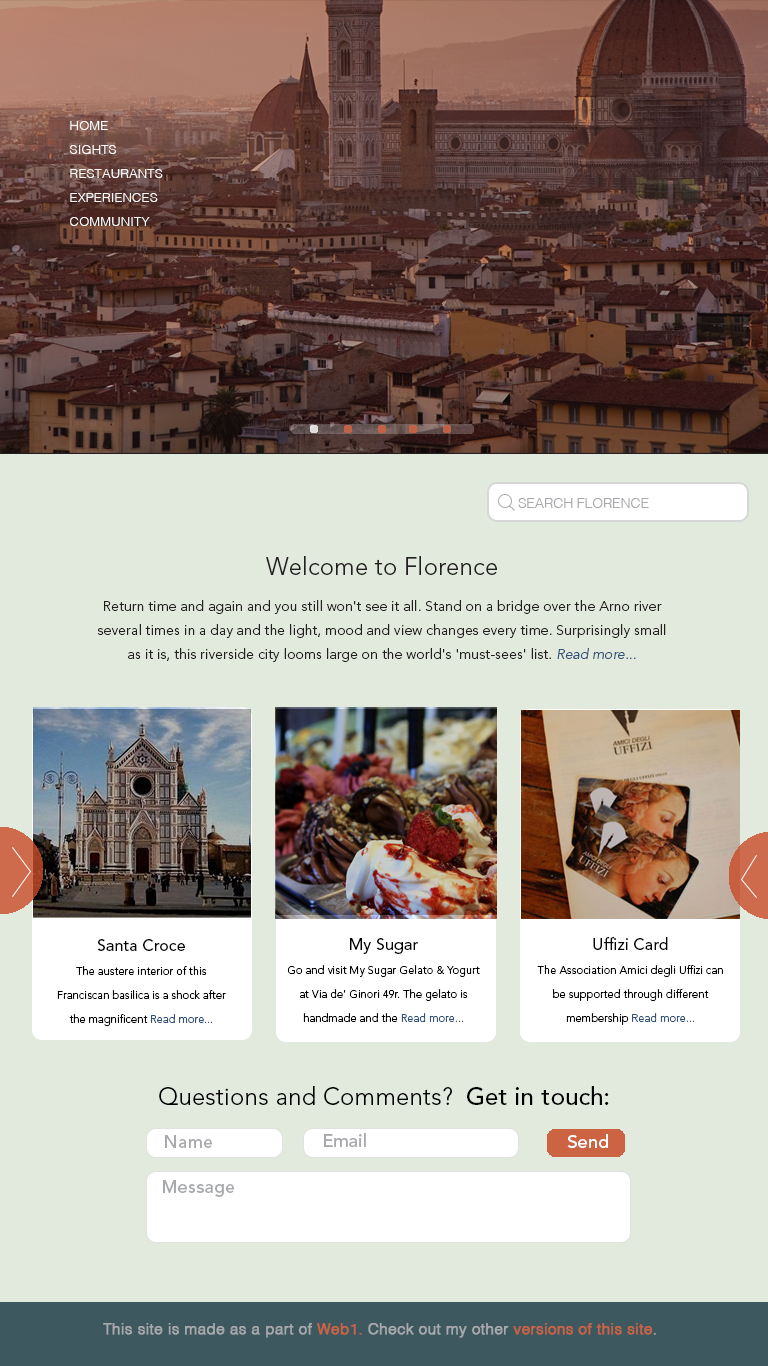 HOME
SIGHTS
RESTAURANTS
EXPERIENCES
COMMUNITY
SEARCH FLORENCE
Welcome to Florence
Return time and again and you still won't see it all. Stand on a bridge over the Arno river
several times in a day and the light, mood and view changes every time. Surprisingly small
as it is, this riverside city looms large on the world's 'must-sees' list. Read more...
AMICI DEGLI
UFFIZI
AMICI DEGLI
UFFIZI
Santa Croce
The austere interior of this
Franciscan basilica is a shock after
the magnificent Read more...
My Sugar
Go and visit My Sugar Gelato & Yogurt
at Via de' Ginori 49r. The gelato is
handmade and the Read more...
Uffizi Card
The Association Amici degli Uffizi can
be supported through different
membership Read more...
Questions and Comments? Get in touch:
Name
Email
Send
Message
This site is made as a part of Web1. Check out my other versions of this site.